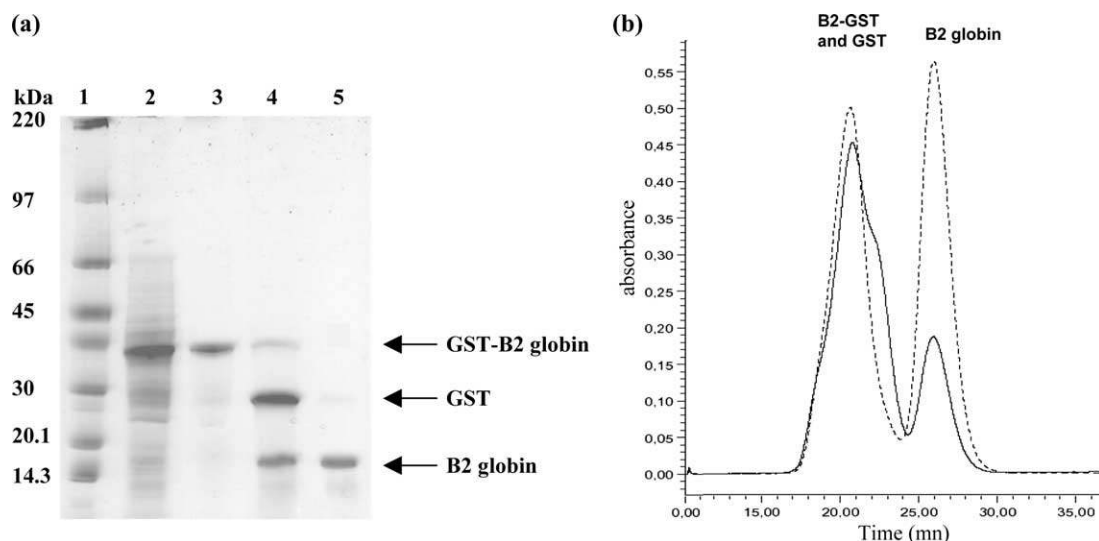 (a)
kDa 1 2 3 4 5
220
97
66
45
30
20.1
14.3
GST-B2 globin
GST
B2 globin
(b)
B2-GST
and GST
B2 globin
absorbance
0,55
0,50
0,45
0,40
0,35
0,30
0,25
0,20
0,15
0,10
0,05
0,00
0,00 15,00 20,00 25,00 30,00 35,00
Time (mn)